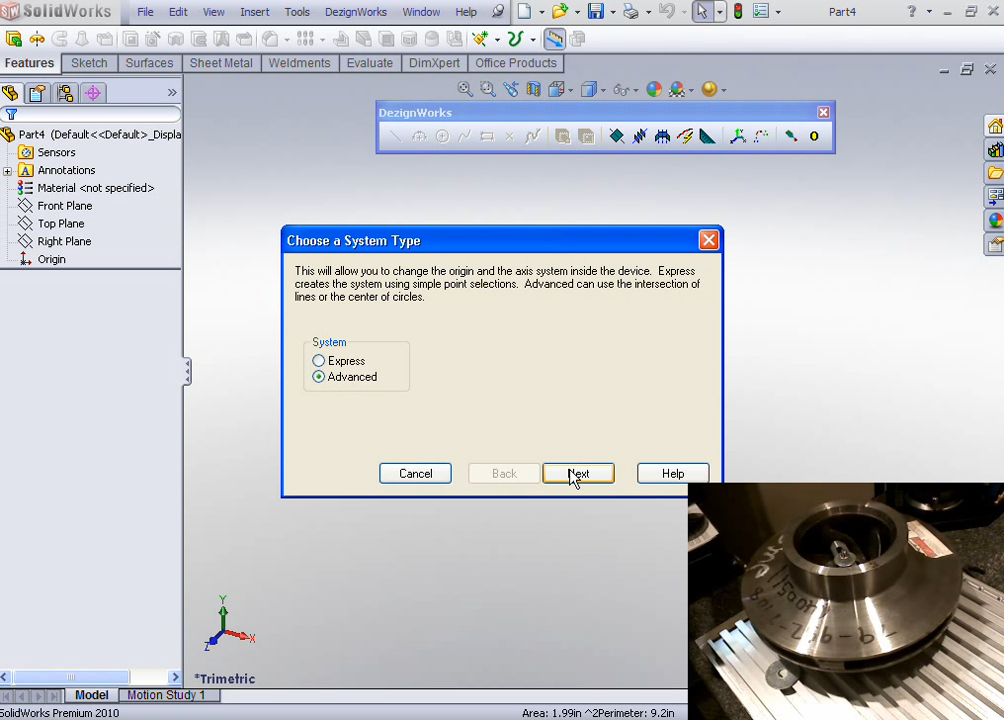 SolidWorks File Edit View Insert Tools DezignWorks Window Help Part4
Features Sketch Surfaces Sheet Metal Weldments Evaluate DimXpert Office Products
DezignWorks
Part4 (Default<<Default>_Displa
Sensors
Annotations
Material <not specified>
Front Plane
Top Plane
Right Plane
Origin
Choose a System Type
This will allow you to change the origin and the axis system inside the device. Express
creates the system using simple point selections. Advanced can use the intersection of
lines or the center of circles.
System
Express
Advanced
Cancel Back Next Help
Y
X
Z
*Trimetric
Model Motion Study 1
SolidWorks Premium 2010 Area: 1.99in ^2Perimeter: 9.2in